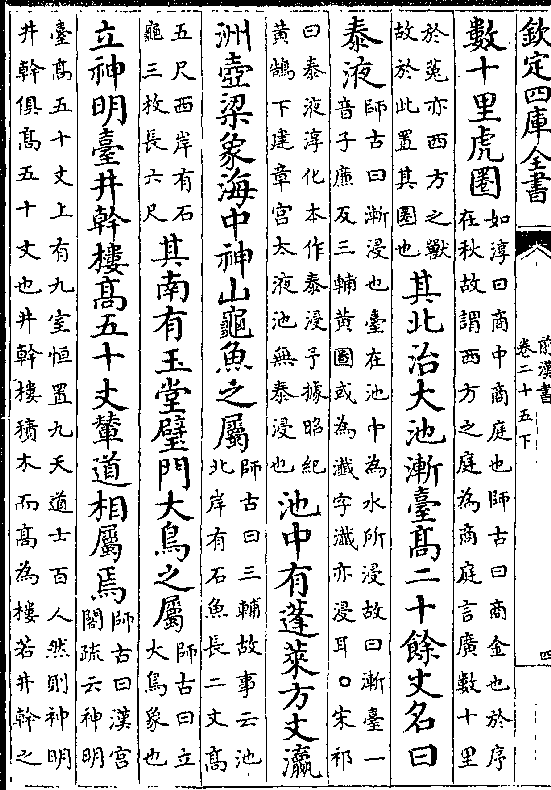 欽定四庫全書
前漢書
卷二十五下
四
數十里虎圈
如淳曰商中商庭也師古曰商金也於序
在秋故謂西方之庭為商庭言廣數十里
於菟亦西方之獸
故於此置其圈也
其北治大池漸臺髙二十餘丈名曰
泰液
師古曰漸浸也臺在池中為水所浸故曰漸臺一
音子廉反三輔黄圖或為瀸字瀸亦浸耳○宋祁
曰泰液淳化本作泰浸予據昭紀
黄鵠下建章宫太液池無泰浸也
池中有蓬萊方丈瀛
洲壺梁象海中神山龜魚之屬
師古曰三輔故事云池
北岸有石魚長二丈髙
五尺西岸有石
龜三枚長六尺
其南有玉堂璧門大鳥之屬
師古曰立
大鳥象也
立神明臺井幹樓髙五十丈輦道相屬焉
師古曰漢宫
閣疏云神明
臺髙五十丈上有九室恒置九天道士百人然則神明
井幹俱髙五十丈也井幹樓積木而髙為樓若井幹之